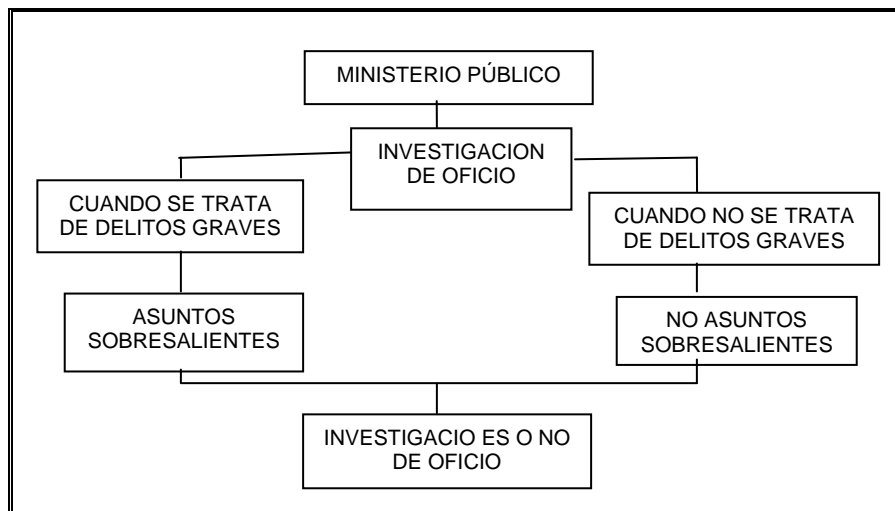 MINISTERIO PÚBLICO
INVESTIGACION
DE OFICIO
CUANDO SE TRATA
DE DELITOS GRAVES
CUANDO NO SE TRATA
DE DELITOS GRAVES
ASUNTOS
SOBRESALIENTES
NO ASUNTOS
SOBRESALIENTES
INVESTIGACIO ES O NO
DE OFICIO